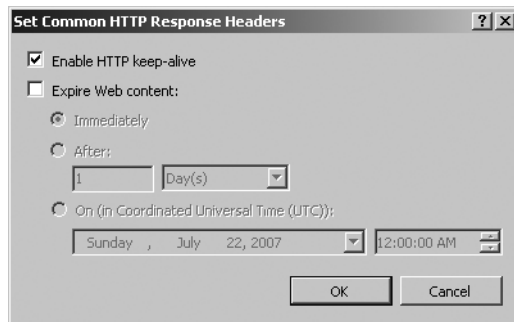 Set Common HTTP Response Headers
Enable HTTP keep-alive
Expire Web content:
Immediately
After:
1 Day(s)
On (in Coordinated Universal Time (UTC)):
Sunday , July 22, 2007 12:00:00 AM
OK Cancel